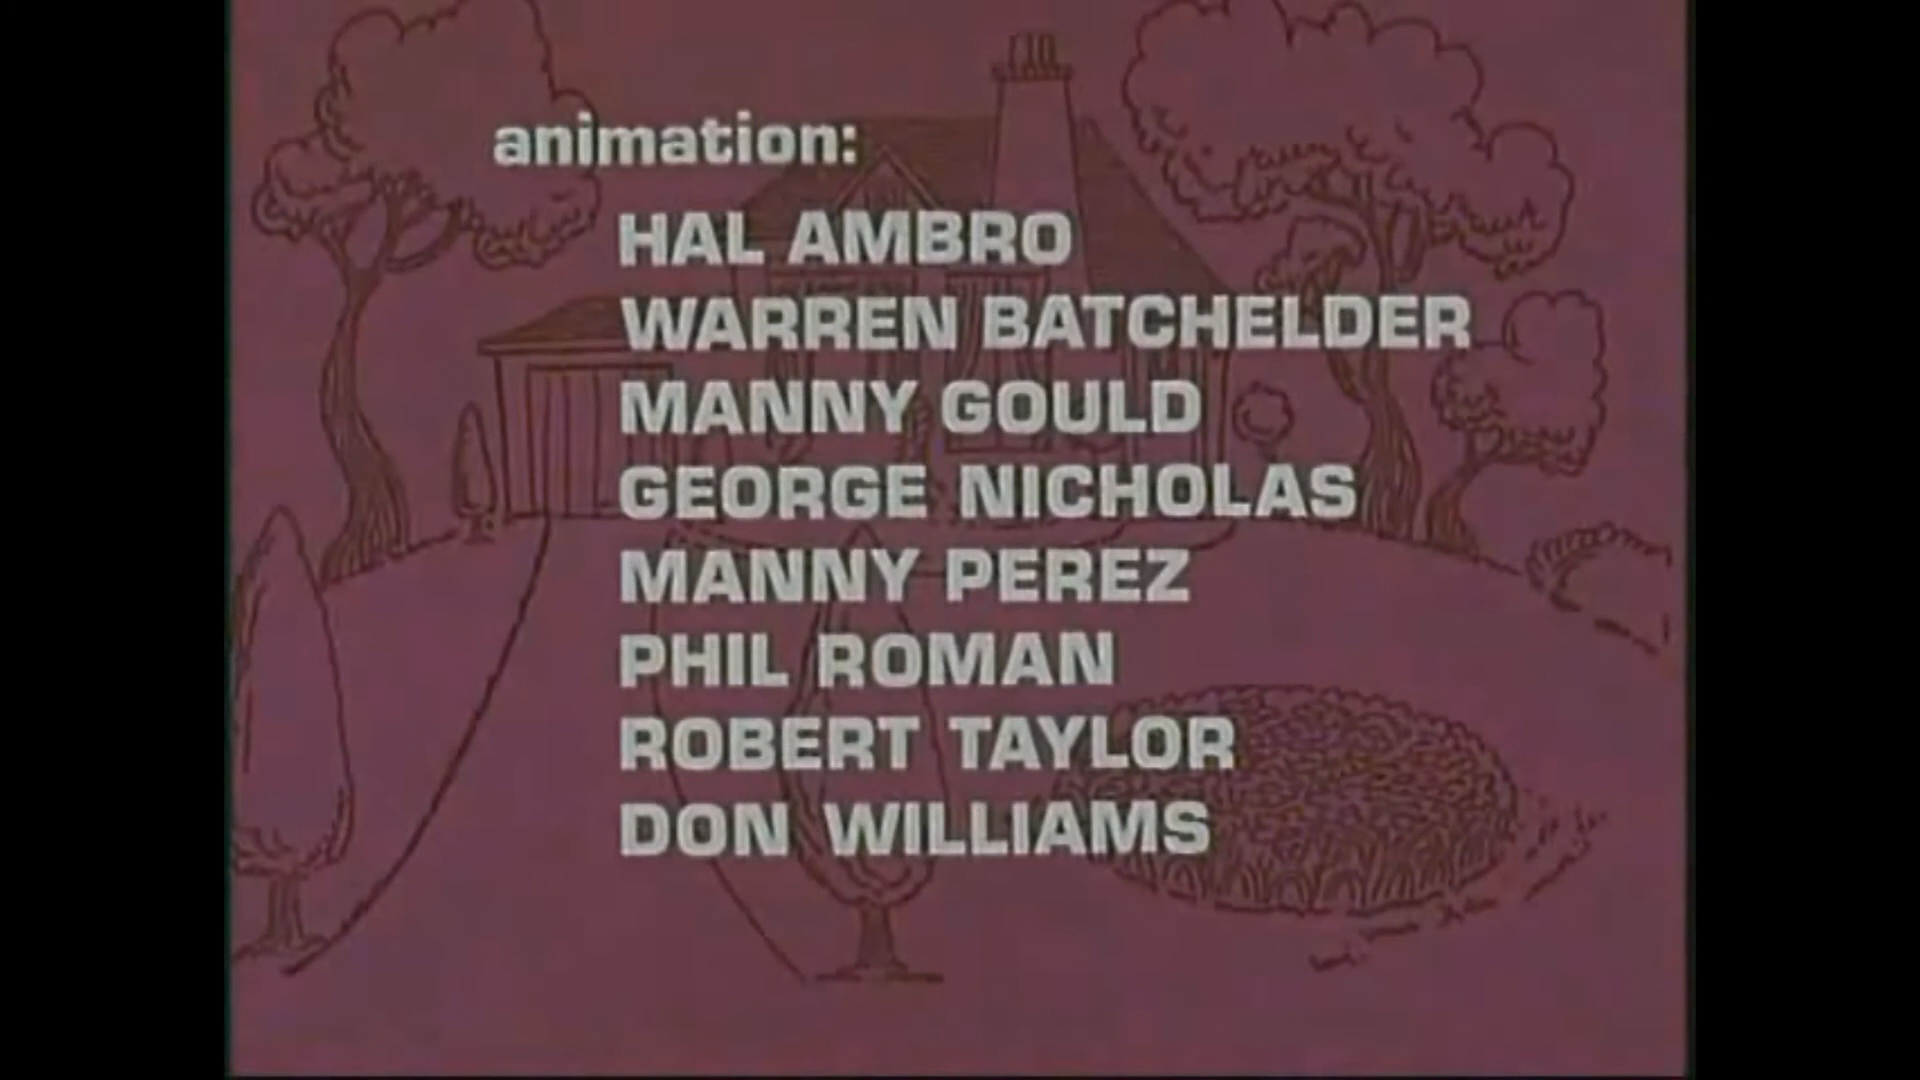 animation:
HAL AMBRO
WARREN BATCHELDER
MANNY GOULD
GEORGE NICHOLAS
MANNY PEREZ
PHIL ROMAN
ROBERT TAYLOR
DON WILLIAMS